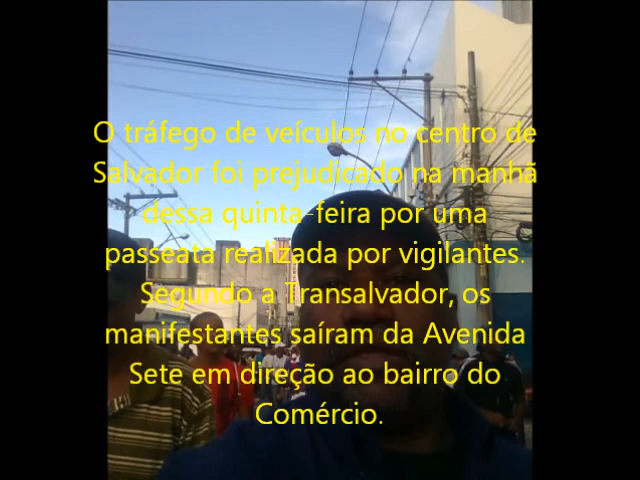 O tráfego de veículos no centro de
Salvador foi prejudicado na manhã
dessa quinta-feira por uma
passeata realizada por vigilantes.
Segundo a Transalvador, os
manifestantes saíram da Avenida
Sete em direção ao bairro do
Comércio.